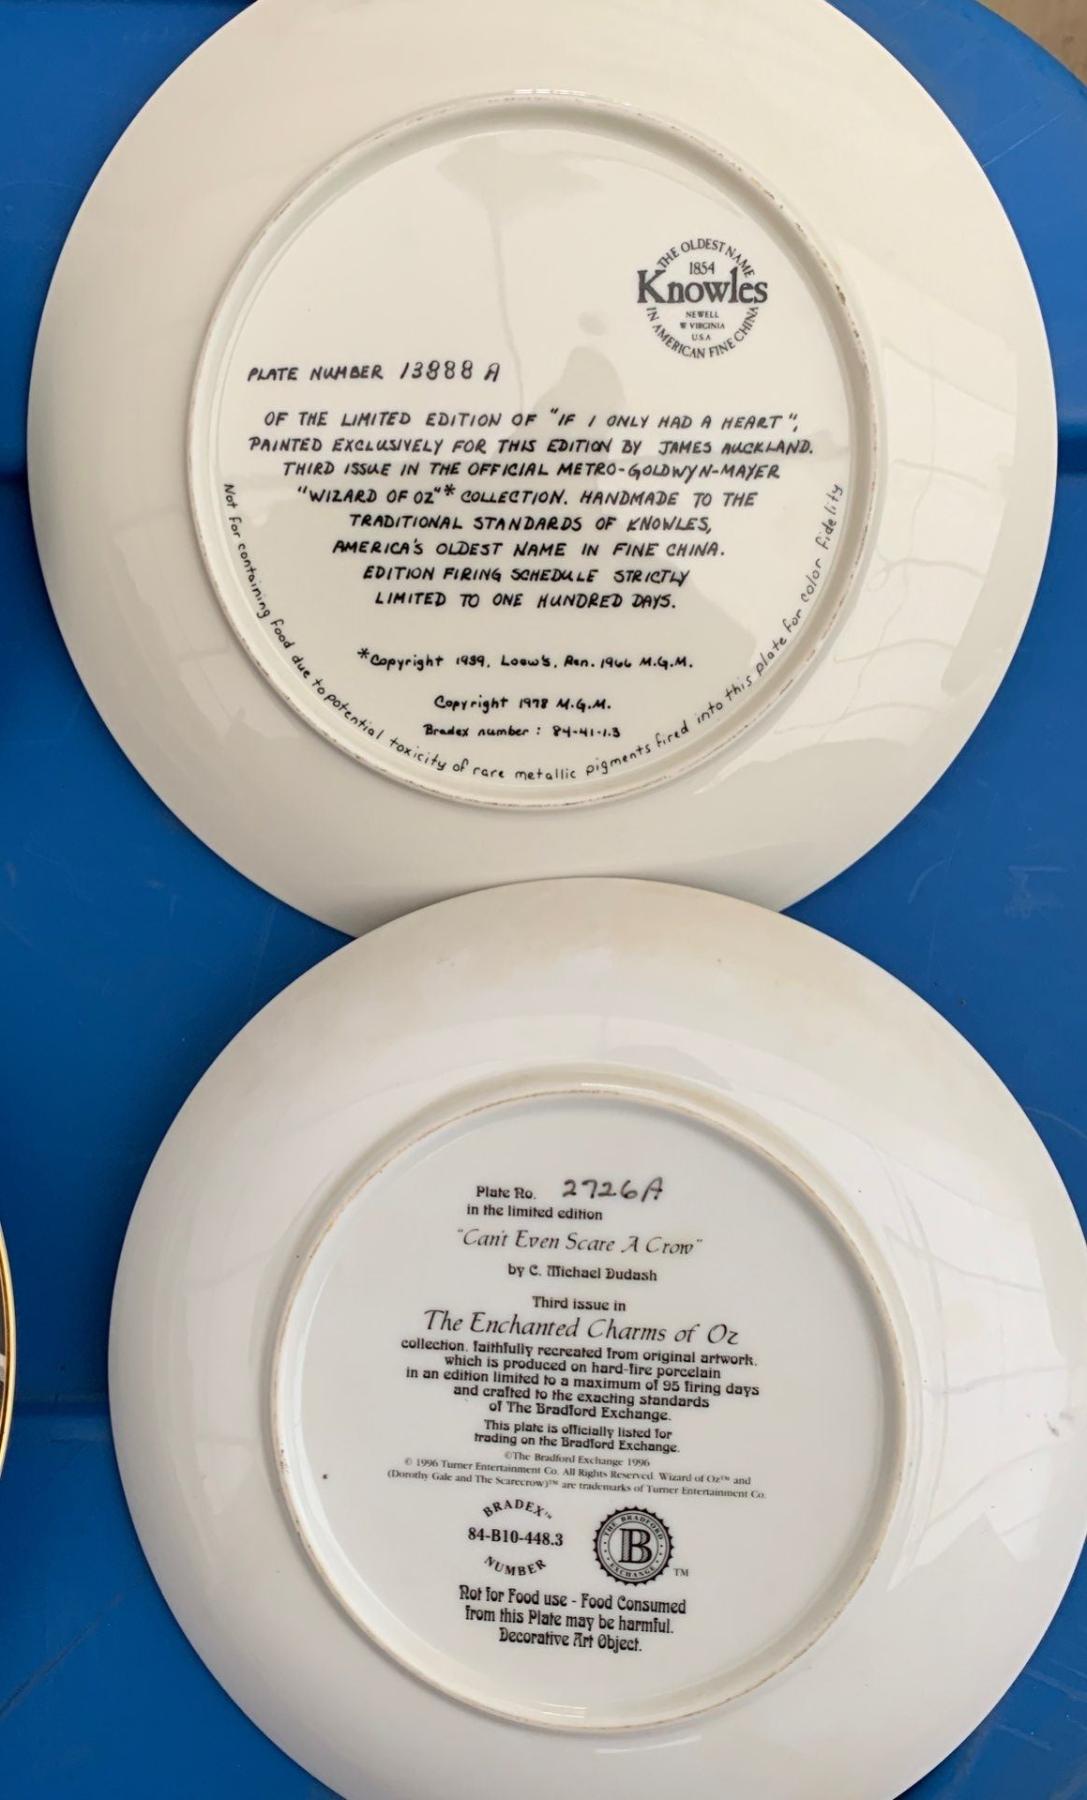 THE OLDEST NAME
1854
Knowles
NEWELL
W VIRGINIA
U.S.A
IN AMERICAN FINE CHINA
PLATE NUMBER 13888 A
OF THE LIMITED EDITION OF "IF I ONLY HAD A HEART",
PAINTED EXCLUSIVELY FOR THIS EDITION BY JAMES AUCKLAND.
THIRD ISSUE IN THE OFFICIAL METRO-GOLDWYN-MAYER
"WIZARD OF OZ"* COLLECTION. HANDMADE TO THE
TRADITIONAL STANDARDS OF KNOWLES,
AMERICA'S OLDEST NAME IN FINE CHINA.
EDITION FIRING SCHEDULE STRICTLY
LIMITED TO ONE HUNDRED DAYS.
*Copyright 1939, Loew's, Ren. 1966 M.G.M.
Copyright 1978 M.G.M.
Bradex number: 84-41-1.3
Not for containing food due to potential toxicity of rare metallic pigments fired into this plate for color fidelity
Plate No. 2726A
in the limited edition
"Can't Even Scare A Crow"
by C. Michael Dudash
Third issue in
The Enchanted Charms of Oz
collection, faithfully recreated from original artwork,
which is produced on hard-fire porcelain
in an edition limited to a maximum of 95 firing days
and crafted to the exacting standards
of The Bradford Exchange.
This plate is officially listed for
trading on the Bradford Exchange.
©The Bradford Exchange 1996
© 1996 Turner Entertainment Co. All Rights Reserved. Wizard of Oz™ and
(Dorothy Gale and The Scarecrow)™ are trademarks of Turner Entertainment Co.
BRADEX™
84-B10-448.3
NUMBER
THE BRADFORD
B
EXCHANGE
TM
Not for Food use - Food Consumed
from this Plate may be harmful.
Decorative Art Object.